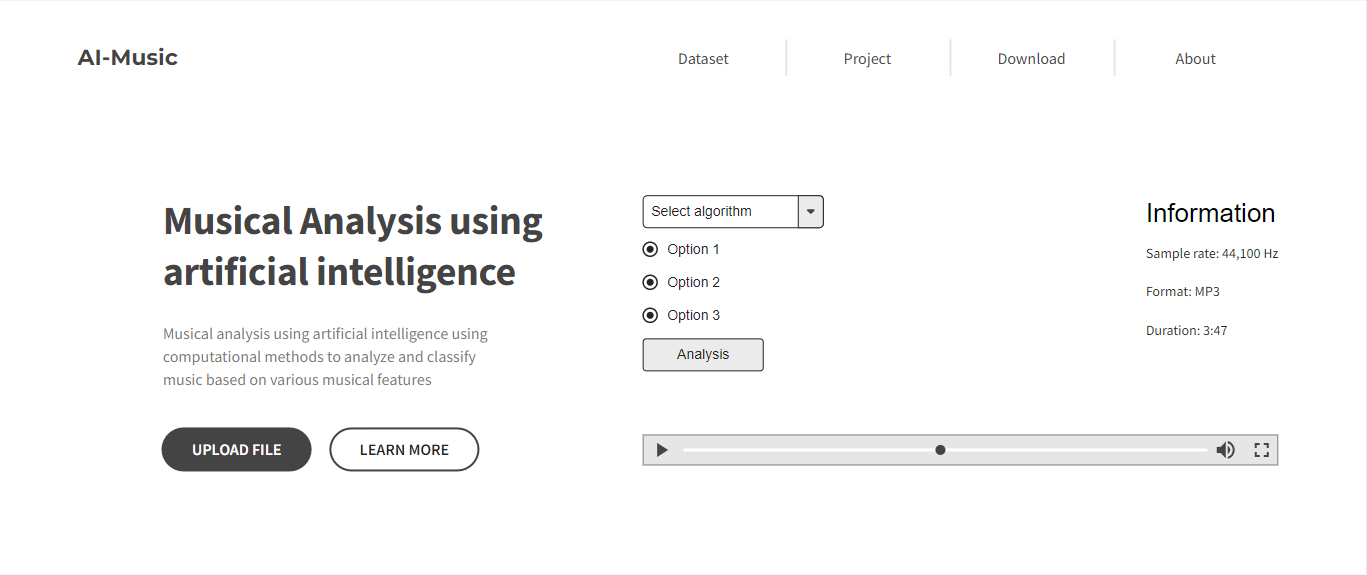 AI-Music
Dataset
Project
Download
About
Musical Analysis using
artificial intelligence
Musical analysis using artificial intelligence using
computational methods to analyze and classify
music based on various musical features
UPLOAD FILE
LEARN MORE
Select algorithm
Option 1
Option 2
Option 3
Analysis
Information
Sample rate: 44,100 Hz
Format: MP3
Duration: 3:47